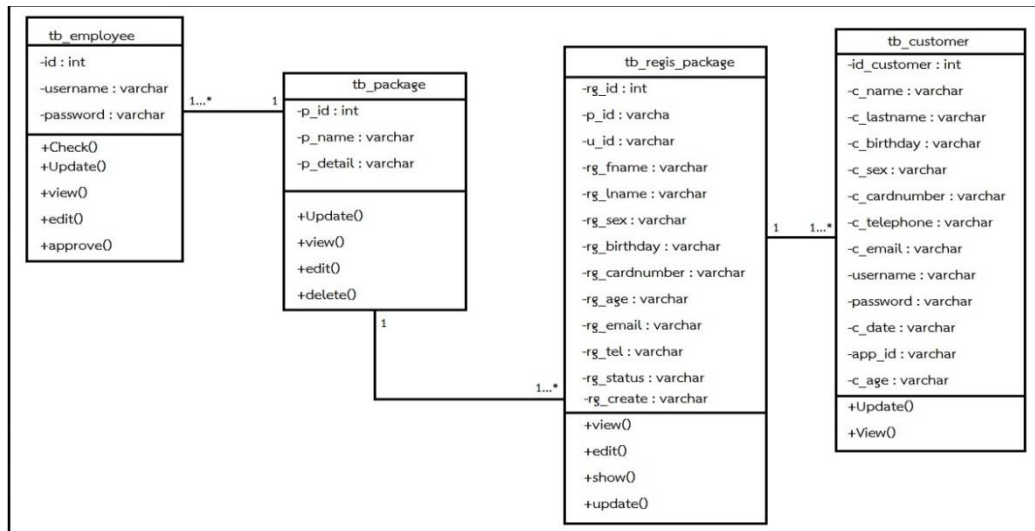 tb_employee
-id : int
-username : varchar
-password : varchar
+Check()
+Update()
+view()
+edit()
+approve()
1...*
1
tb_package
-p_id : int
-p_name : varchar
-p_detail : varchar
+Update()
+view()
+edit()
+delete()
1
1...*
tb_regis_package
-rg_id : int
-p_id : varcha
-u_id : varchar
-rg_fname : varchar
-rg_lname : varchar
-rg_sex : varchar
-rg_birthday : varchar
-rg_cardnumber : varchar
-rg_age : varchar
-rg_email : varchar
-rg_tel : varchar
-rg_status : varchar
-rg_create : varchar
+view()
+edit()
+show()
+update()
1
1...*
tb_customer
-id_customer : int
-c_name : varchar
-c_lastname : varchar
-c_birthday : varchar
-c_sex : varchar
-c_cardnumber : varchar
-c_telephone : varchar
-c_email : varchar
-username : varchar
-password : varchar
-c_date : varchar
-app_id : varchar
-c_age : varchar
+Update()
+View()